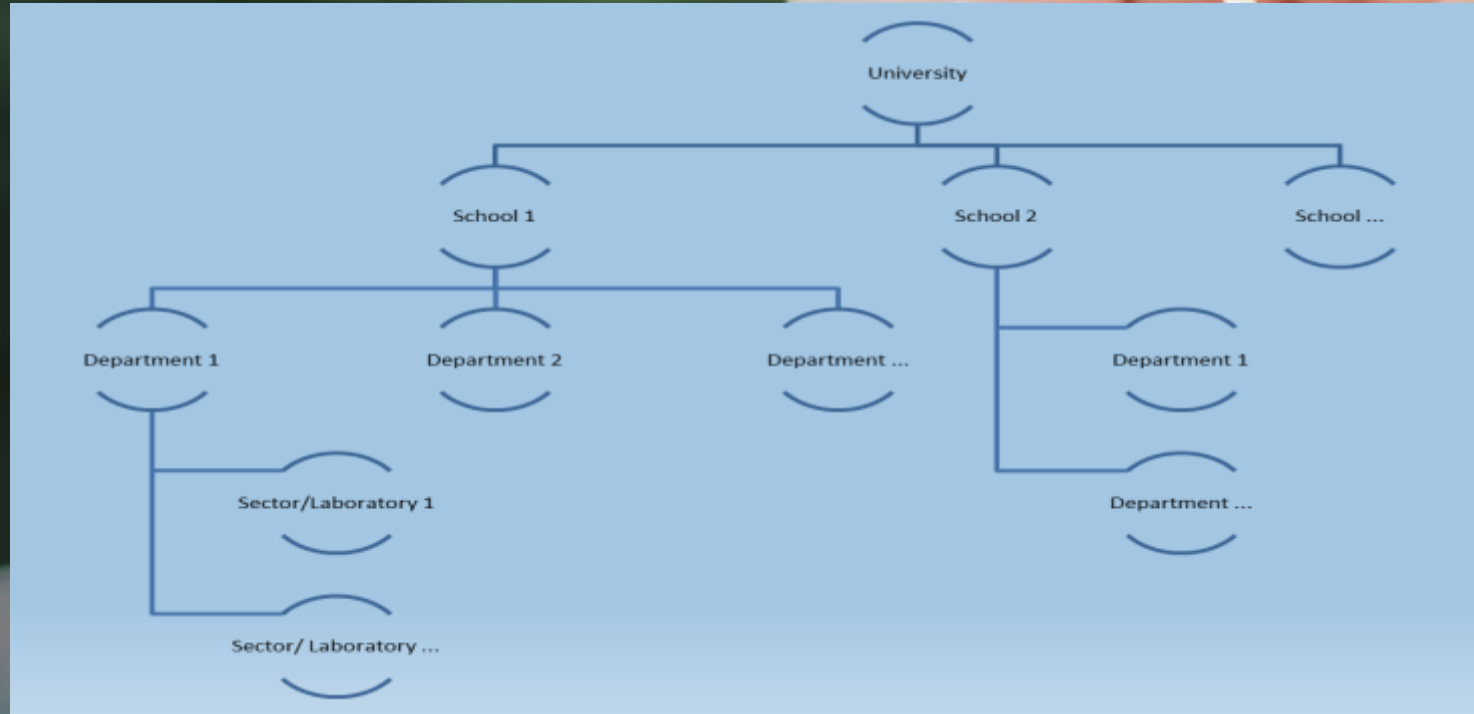 University
School 1
School 2
School ...
Department 1
Department 2
Department ...
Department 1
Sector/Laboratory 1
Department ...
Sector/ Laboratory ...